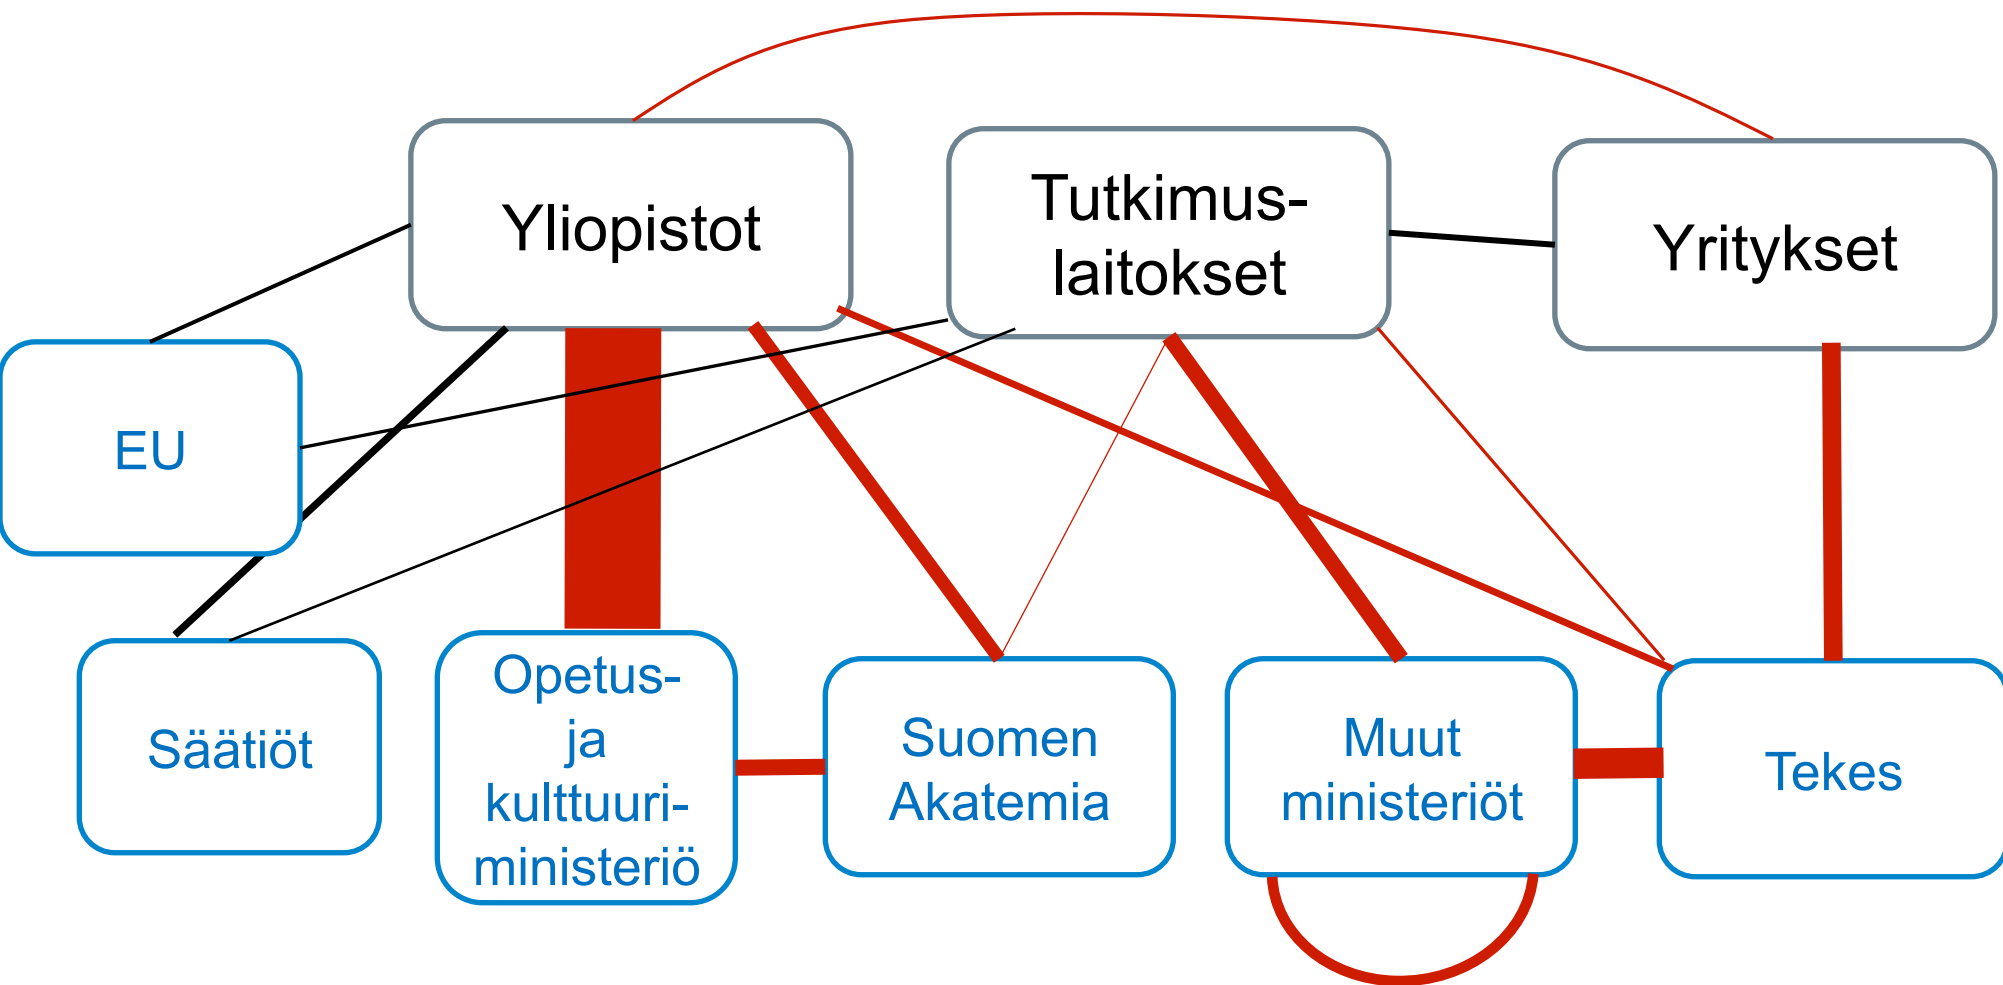 Yliopistot
Tutkimus-
laitokset
Yritykset
EU
Säätiöt
Opetus-
ja
kulttuuri-
ministeriö
Suomen
Akatemia
Muut
ministeriöt
Tekes